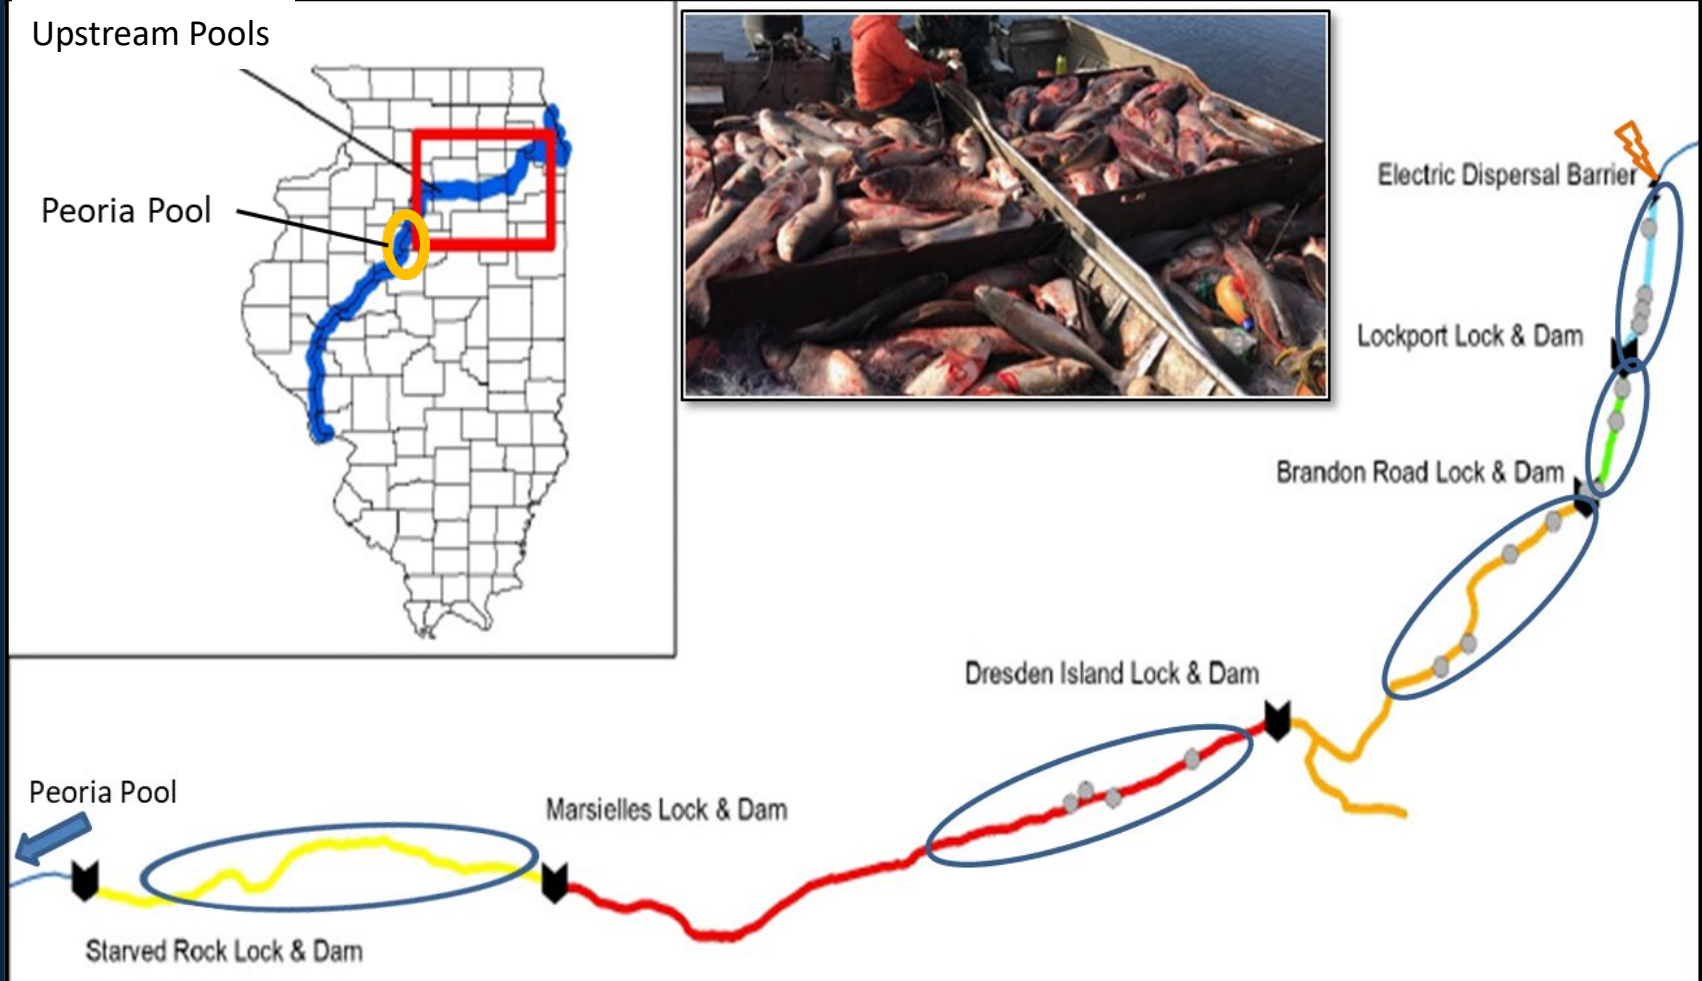 Upstream Pools
Peoria Pool
Electric Dispersal Barrier
Lockport Lock & Dam
Brandon Road Lock & Dam
Dresden Island Lock & Dam
Peoria Pool
Marsielles Lock & Dam
Starved Rock Lock & Dam